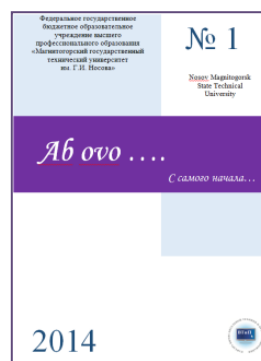 Федеральное государственное
бюджетное образовательное
учреждение высшего
профессионального образования
«Магнитогорский государственный
технический университет
им. Г.И. Носова»
№ 1
Nosov Magnitogorsk
State Technical
University
Ab ovo ....
С самого начала...
2014